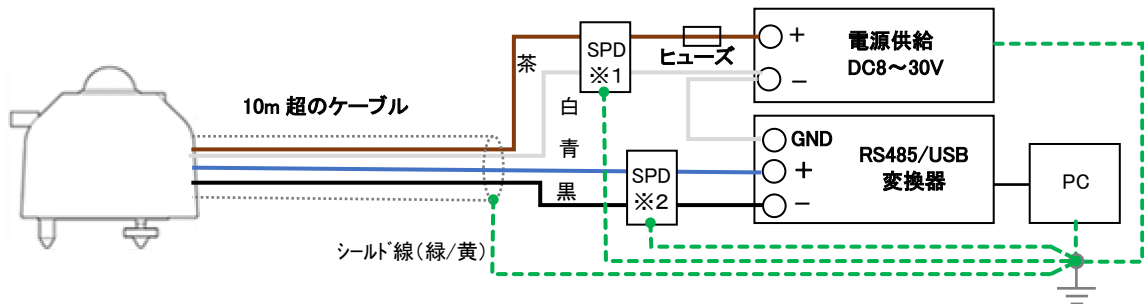 10m 超のケーブル
茶
白
青
黒
シールド線(緑/黄)
SPD
※1
ヒューズ
+
−
電源供給
DC8～30V
SPD
※2
GND
+
−
RS485/USB
変換器
PC